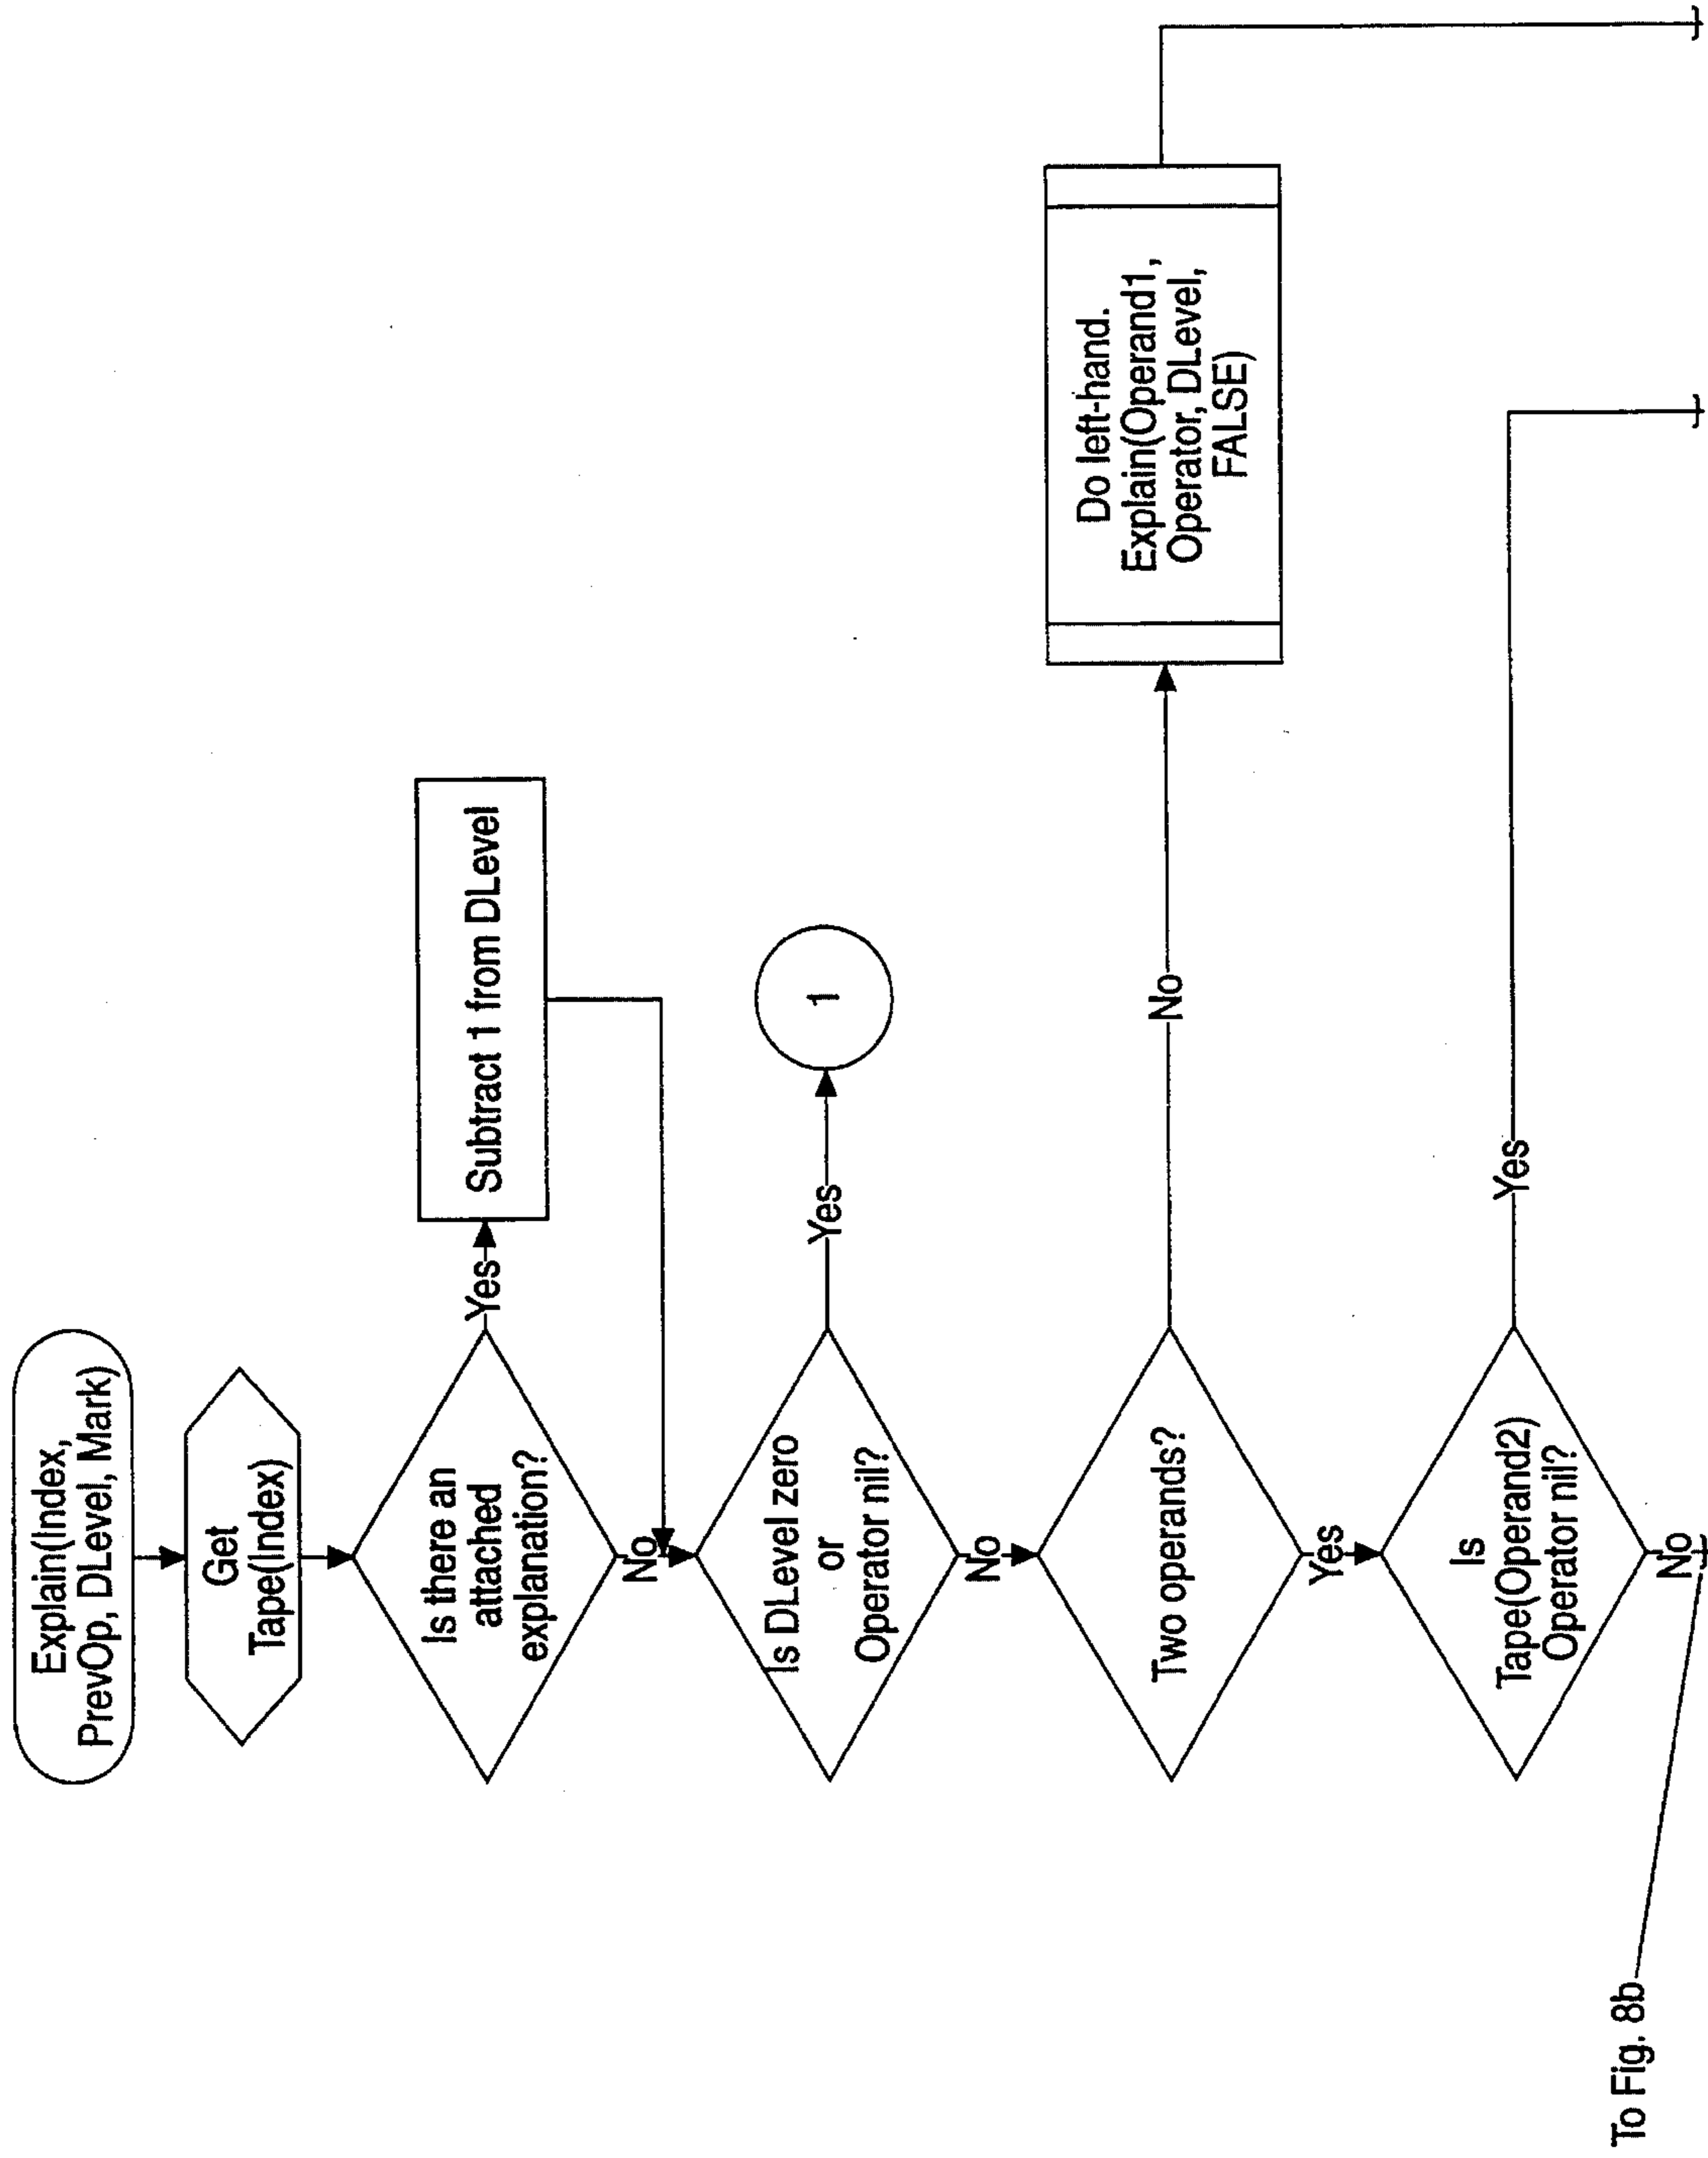 Explain(Index,
PrevOp, DLevel, Mark)
Get
Tape(Index)
Is there an
attached
explanation?
Yes
Subtract 1 from DLevel
No
Is DLevel zero
or
Operator nil?
Yes
1
No
Two operands?
No
Do left-hand.
Explain(Operand1,
Operator, DLevel,
FALSE)
Yes
Is
Tape(Operand2)
Operator nil?
Yes
No
To Fig. 8b